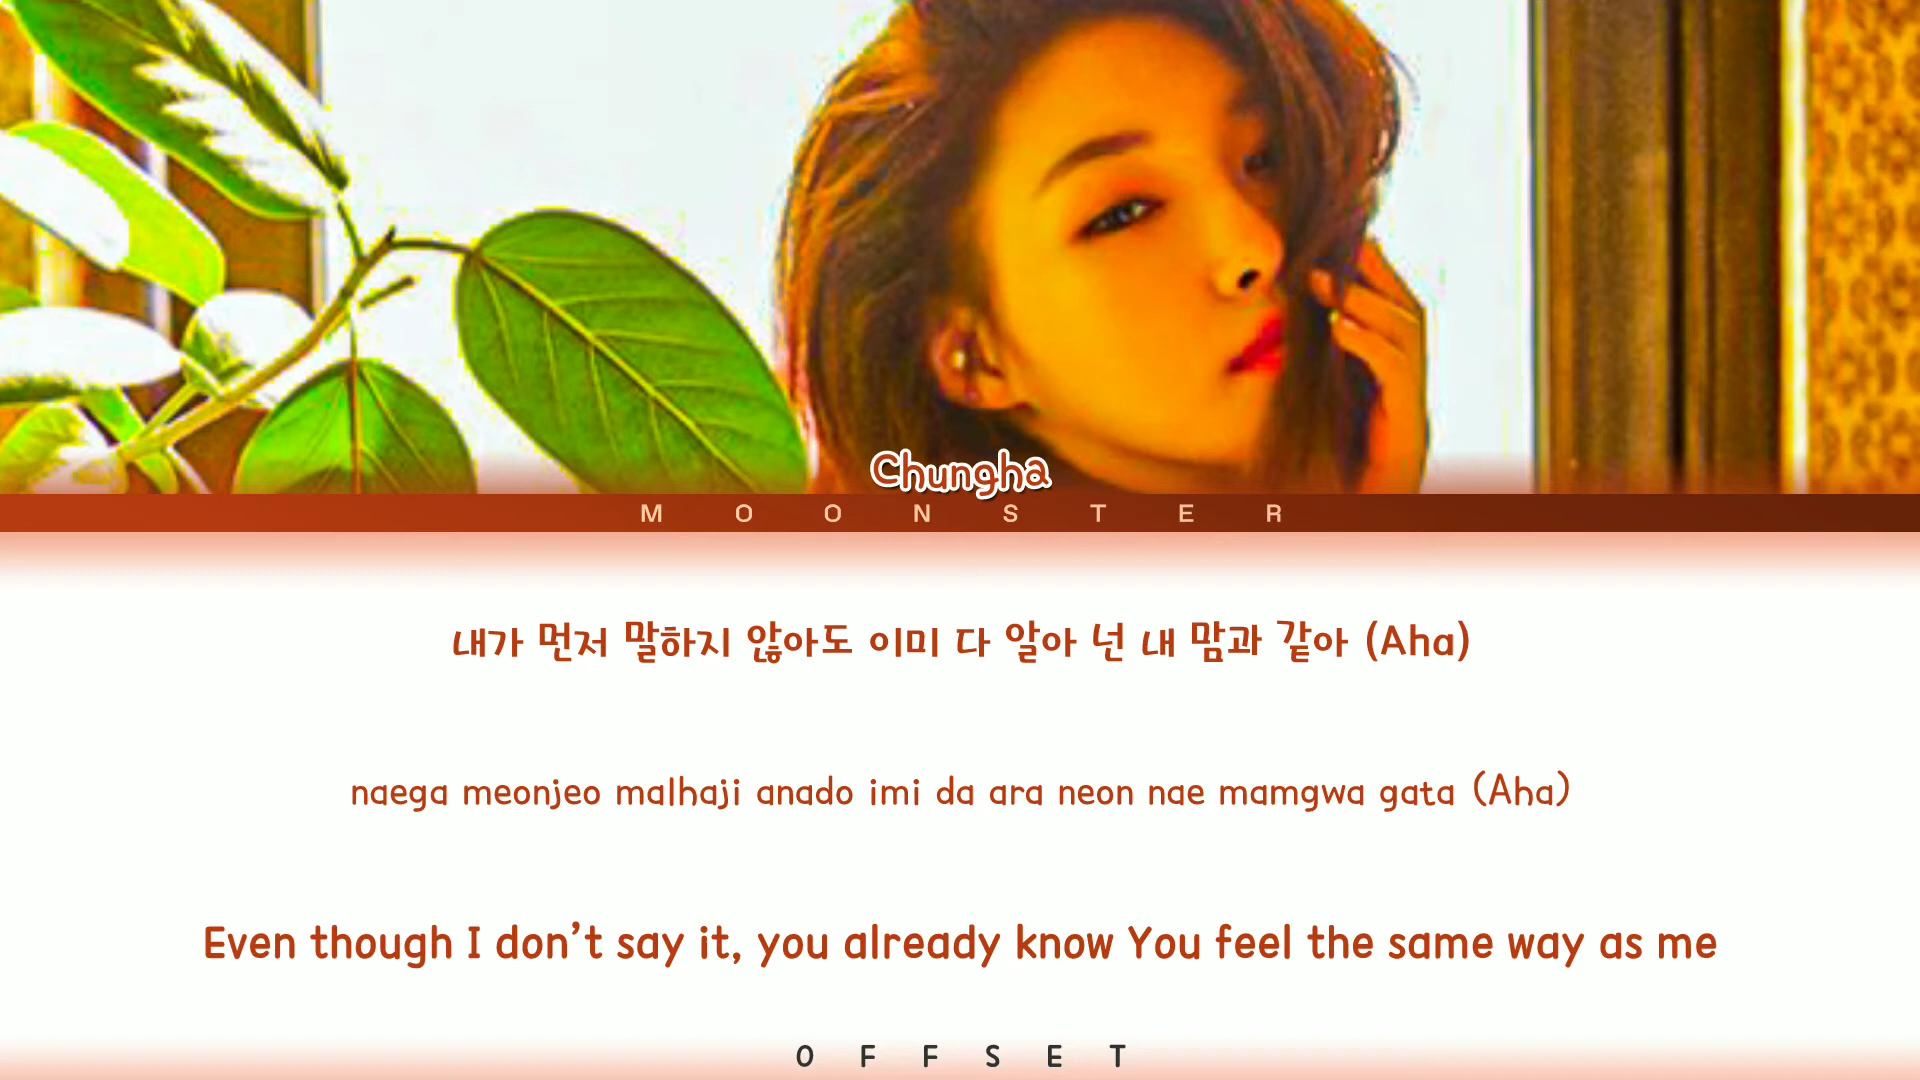 Chungha
MOONSTER
내가 먼저 말하지 않아도 이미 다 알아 넌 내 맘과 같아 (Aha)
naega meonjeo malhaji anado imi da ara neon nae mamgwa gata (Aha)
Even though I don’t say it, you already know You feel the same way as me
OFFSET